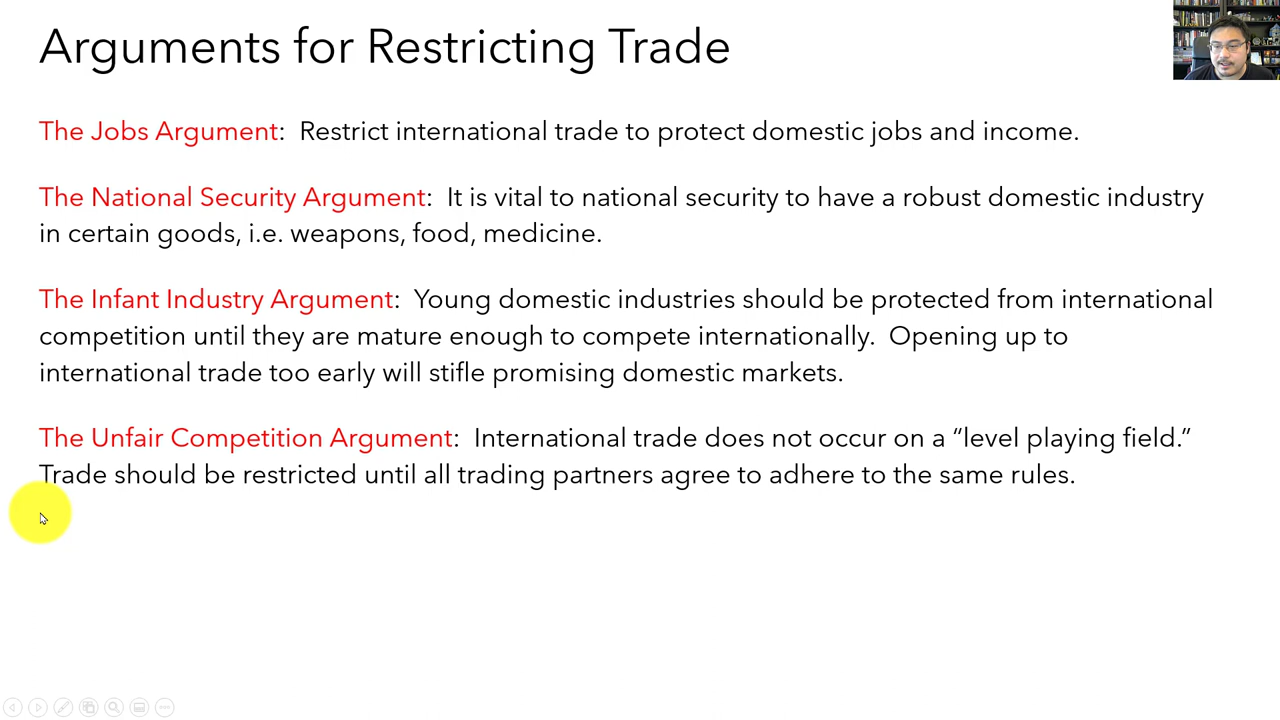 Arguments for Restricting Trade
The Jobs Argument: Restrict international trade to protect domestic jobs and income.
The National Security Argument: It is vital to national security to have a robust domestic industry
in certain goods, i.e. weapons, food, medicine.
The Infant Industry Argument: Young domestic industries should be protected from international
competition until they are mature enough to compete internationally. Opening up to
international trade too early will stifle promising domestic markets.
The Unfair Competition Argument: International trade does not occur on a “level playing field.”
Trade should be restricted until all trading partners agree to adhere to the same rules.